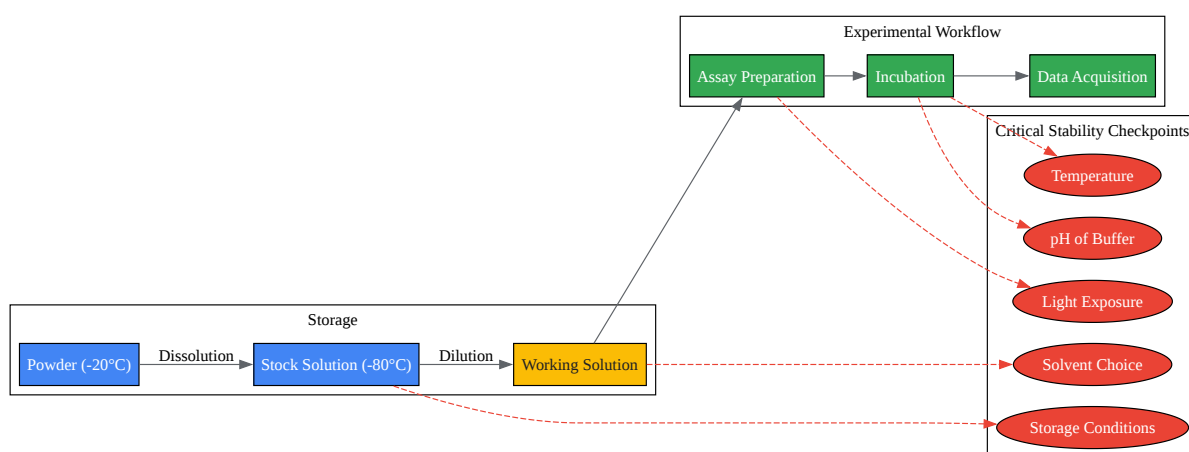 Experimental Workflow
Assay Preparation
Incubation
Data Acquisition
Critical Stability Checkpoints
Temperature
pH of Buffer
Light Exposure
Solvent Choice
Storage Conditions
Storage
Powder (-20°C)
Dissolution
Stock Solution (-80°C)
Dilution
Working Solution